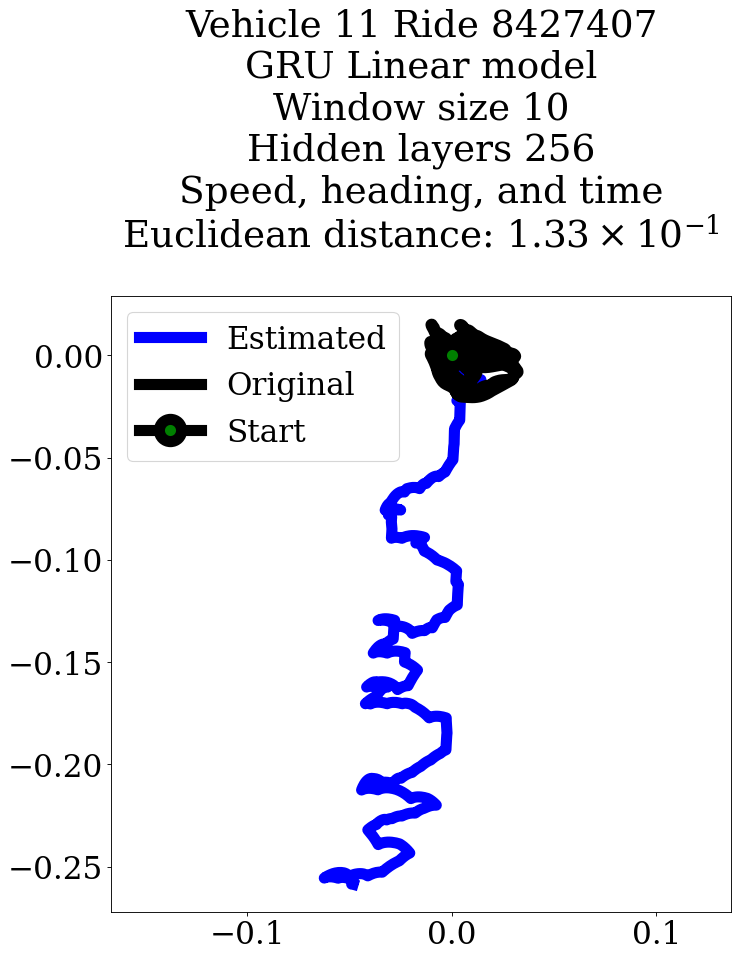 Vehicle 11 Ride 8427407
GRU Linear model
Window size 10
Hidden layers 256
Speed, heading, and time
Euclidean distance: 1.33 × 10⁻¹
Estimated
Original
Start
0.00
−0.05
−0.10
−0.15
−0.20
−0.25
−0.1
0.0
0.1